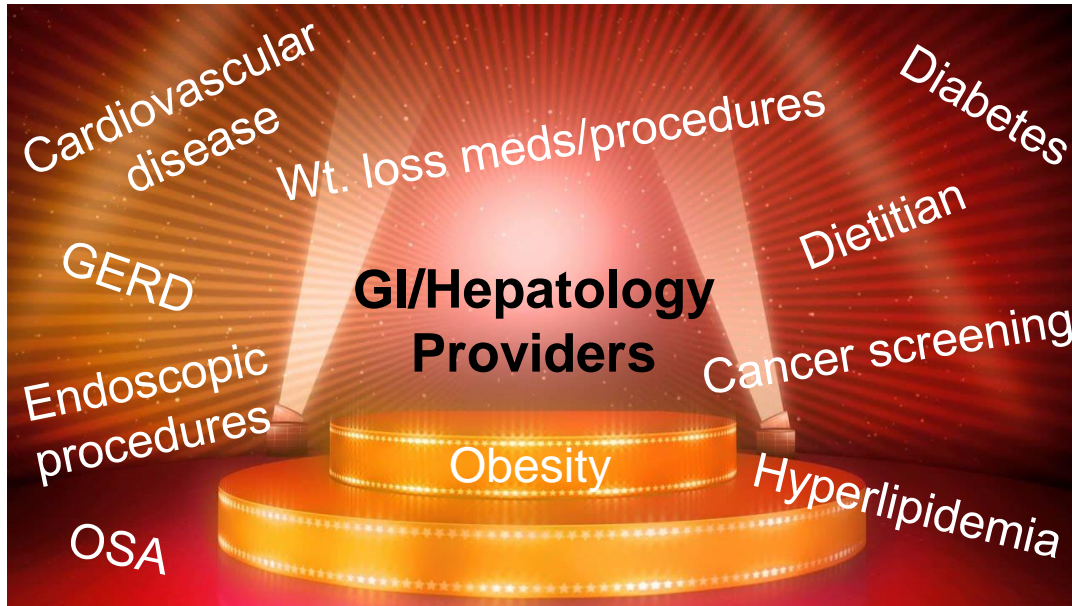 Cardiovascular
disease
Wt. loss meds/procedures
Diabetes
GERD
Dietitian
GI/Hepatology
Providers
Endoscopic
procedures
Cancer screening
Obesity
Hyperlipidemia
OSA